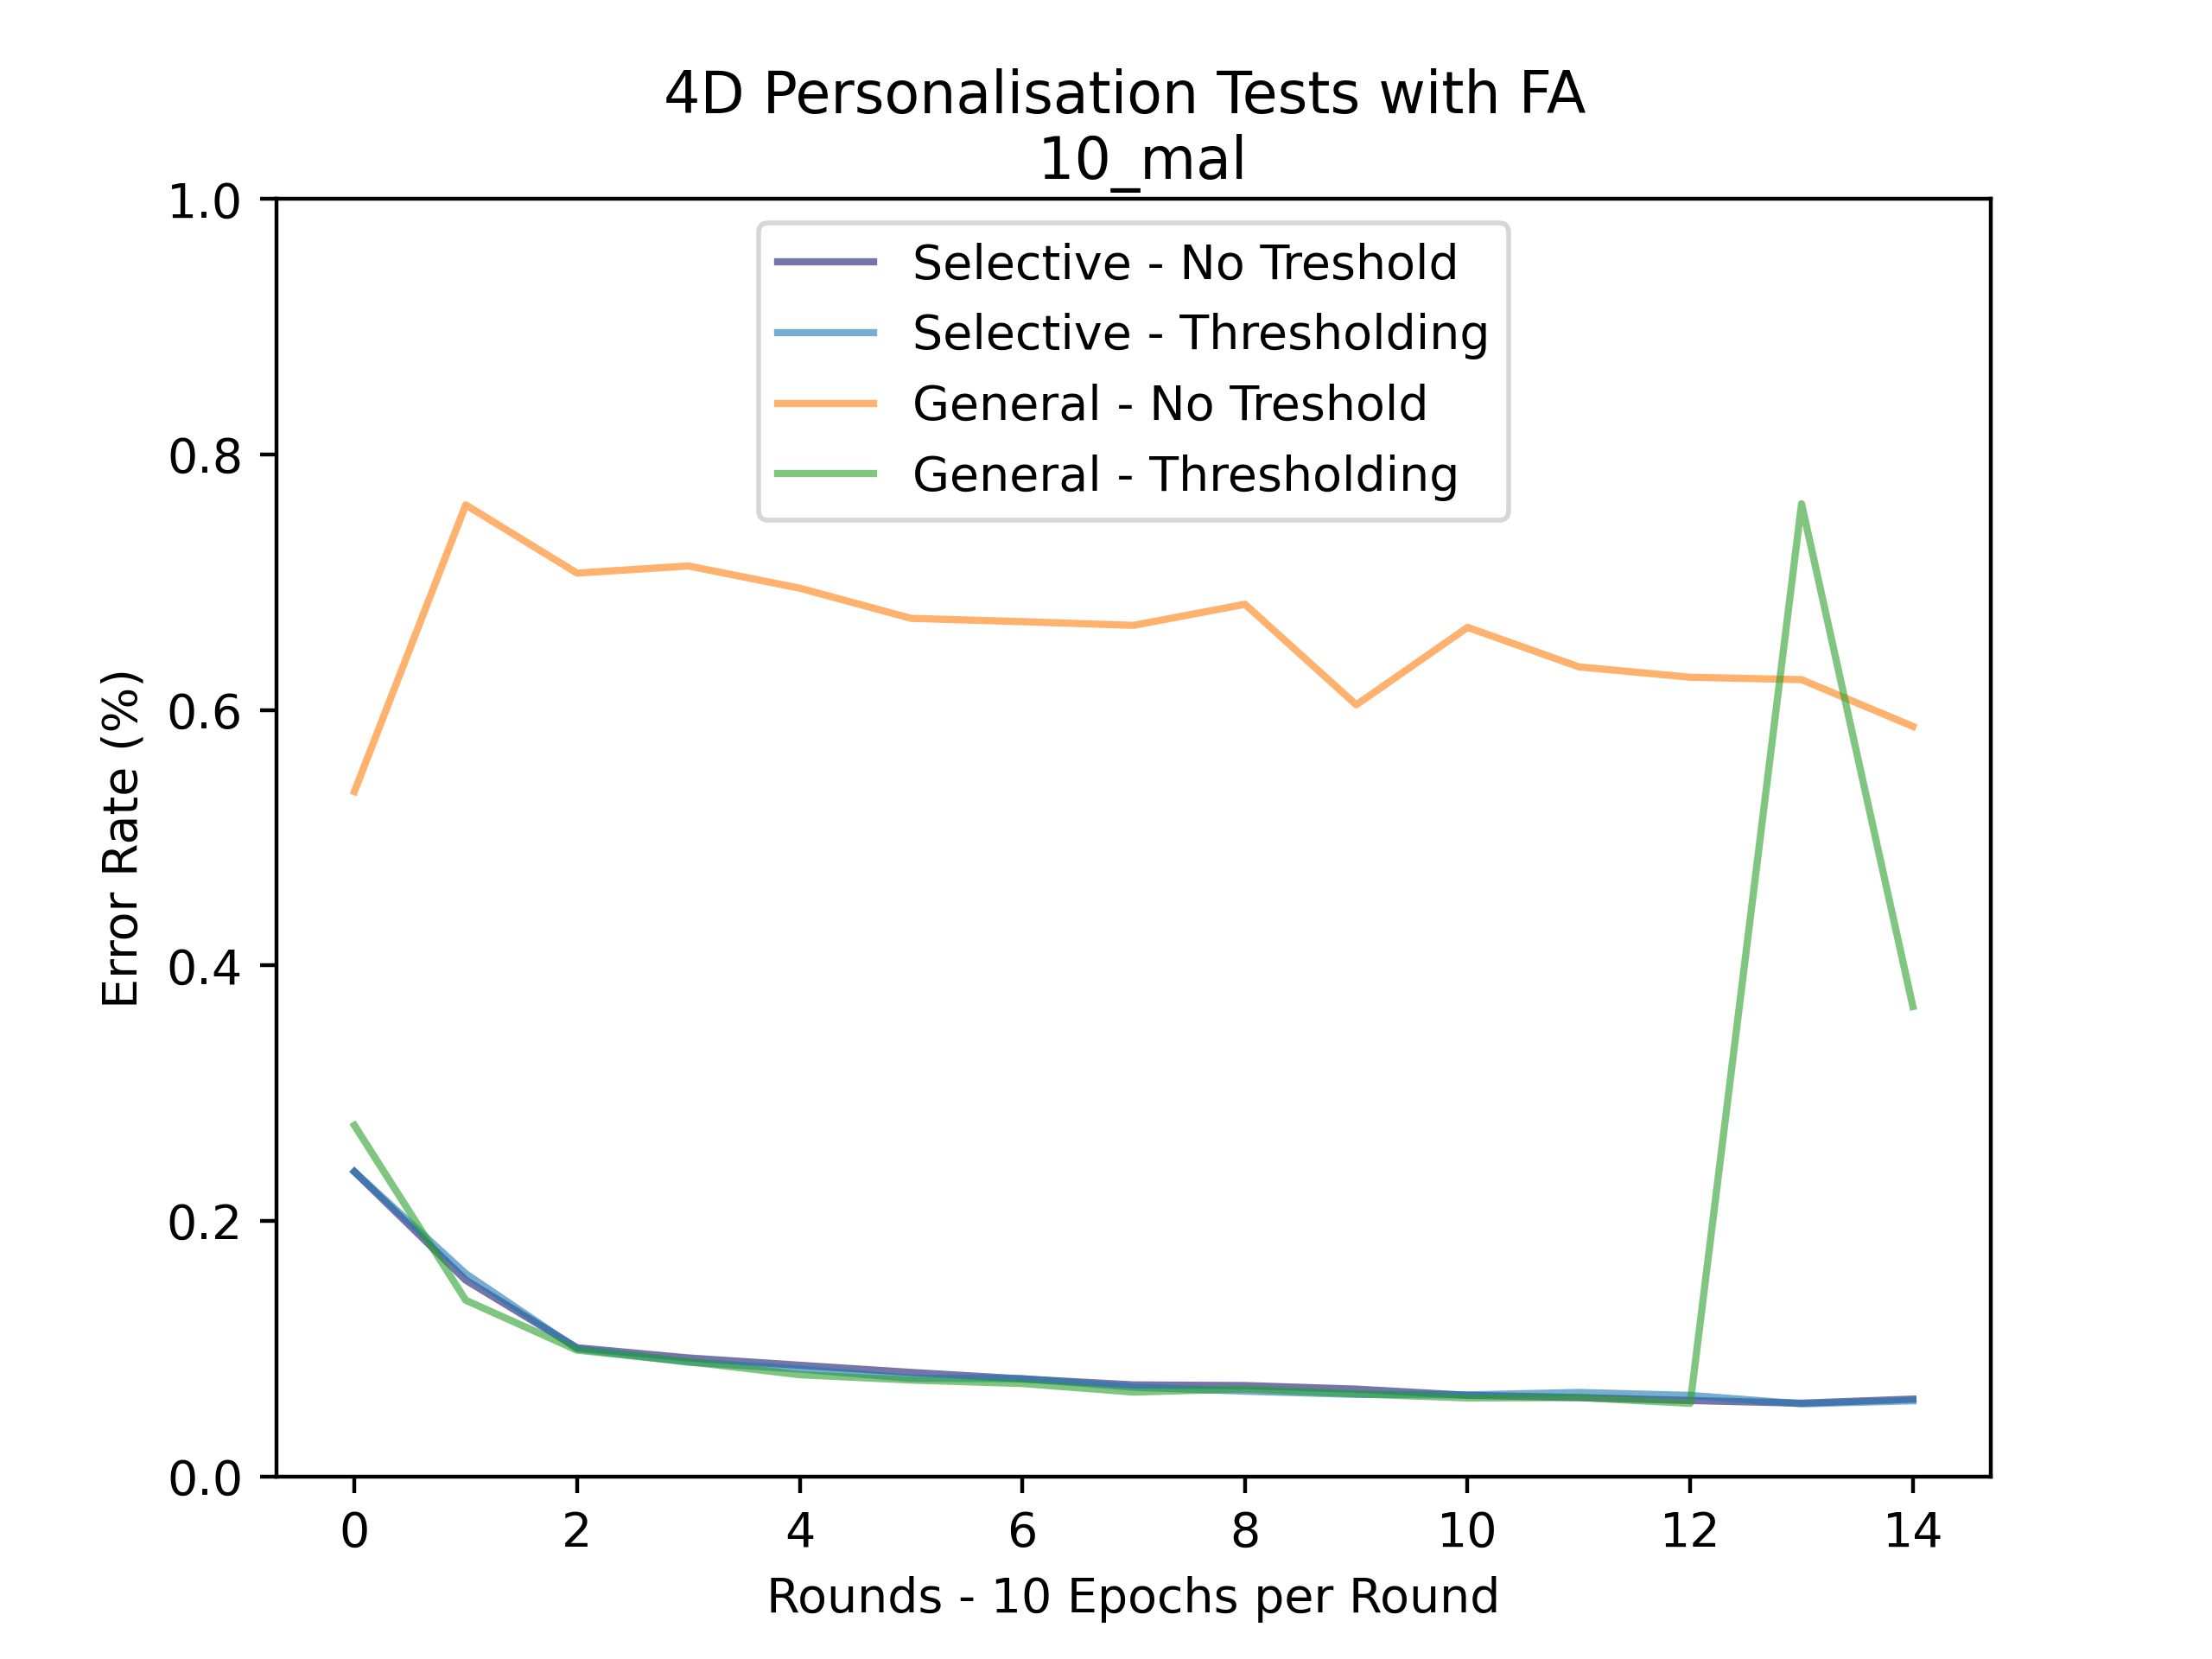 4D Personalisation Tests with FA
10_mal
Selective - No Treshold
Selective - Thresholding
General - No Treshold
General - Thresholding
Error Rate (%)
1.0
0.8
0.6
0.4
0.2
0.0
0 2 4 6 8 10 12 14
Rounds - 10 Epochs per Round